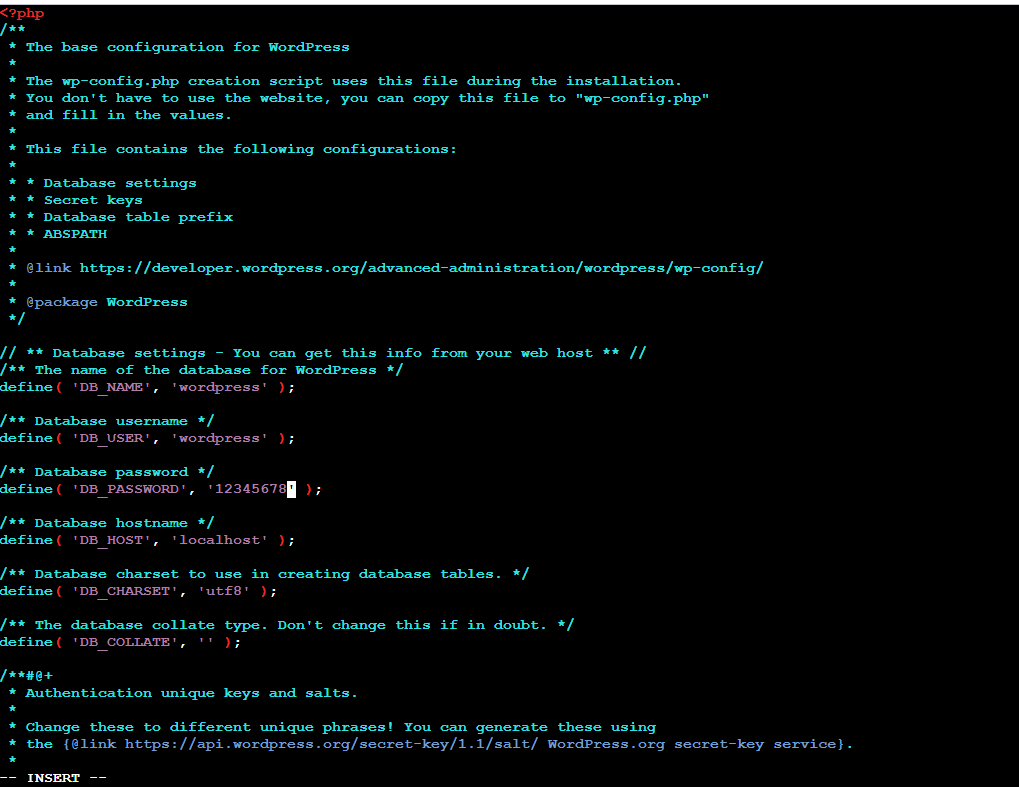 <?php
/**
 * The base configuration for WordPress
 *
 * The wp-config.php creation script uses this file during the installation.
 * You don't have to use the website, you can copy this file to "wp-config.php"
 * and fill in the values.
 *
 * This file contains the following configurations:
 *
 * * Database settings
 * * Secret keys
 * * Database table prefix
 * * ABSPATH
 *
 * @link https://developer.wordpress.org/advanced-administration/wordpress/wp-config/
 *
 * @package WordPress
 */

// ** Database settings - You can get this info from your web host ** //
/** The name of the database for WordPress */
define( 'DB_NAME', 'wordpress' );

/** Database username */
define( 'DB_USER', 'wordpress' );

/** Database password */
define( 'DB_PASSWORD', '12345678' );

/** Database hostname */
define( 'DB_HOST', 'localhost' );

/** Database charset to use in creating database tables. */
define( 'DB_CHARSET', 'utf8' );

/** The database collate type. Don't change this if in doubt. */
define( 'DB_COLLATE', '' );

/**#@+
 * Authentication unique keys and salts.
 *
 * Change these to different unique phrases! You can generate these using
 * the {@link https://api.wordpress.org/secret-key/1.1/salt/ WordPress.org secret-key service}.
 *
-- INSERT --